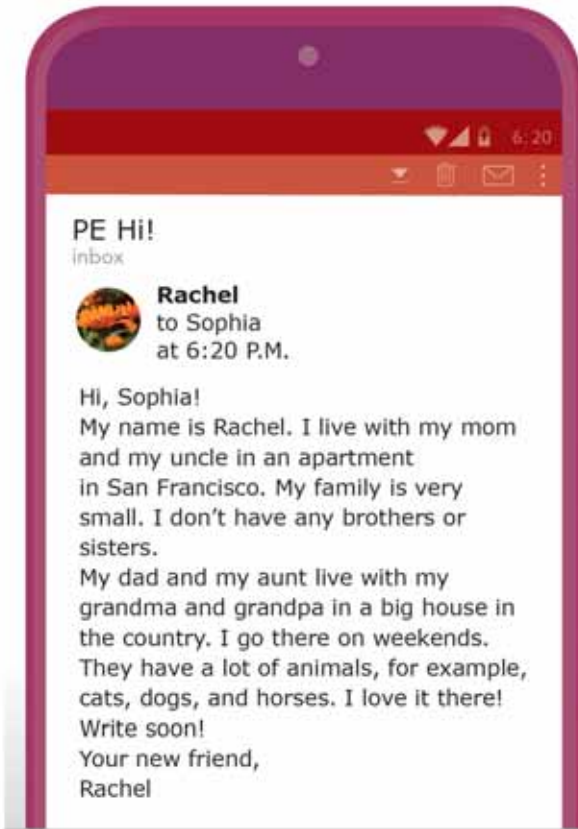 6:20
PE Hi!
inbox
Rachel
to Sophia
at 6:20 P.M.
Hi, Sophia!
My name is Rachel. I live with my mom
and my uncle in an apartment
in San Francisco. My family is very
small. I don’t have any brothers or
sisters.
My dad and my aunt live with my
grandma and grandpa in a big house in
the country. I go there on weekends.
They have a lot of animals, for example,
cats, dogs, and horses. I love it there!
Write soon!
Your new friend,
Rachel